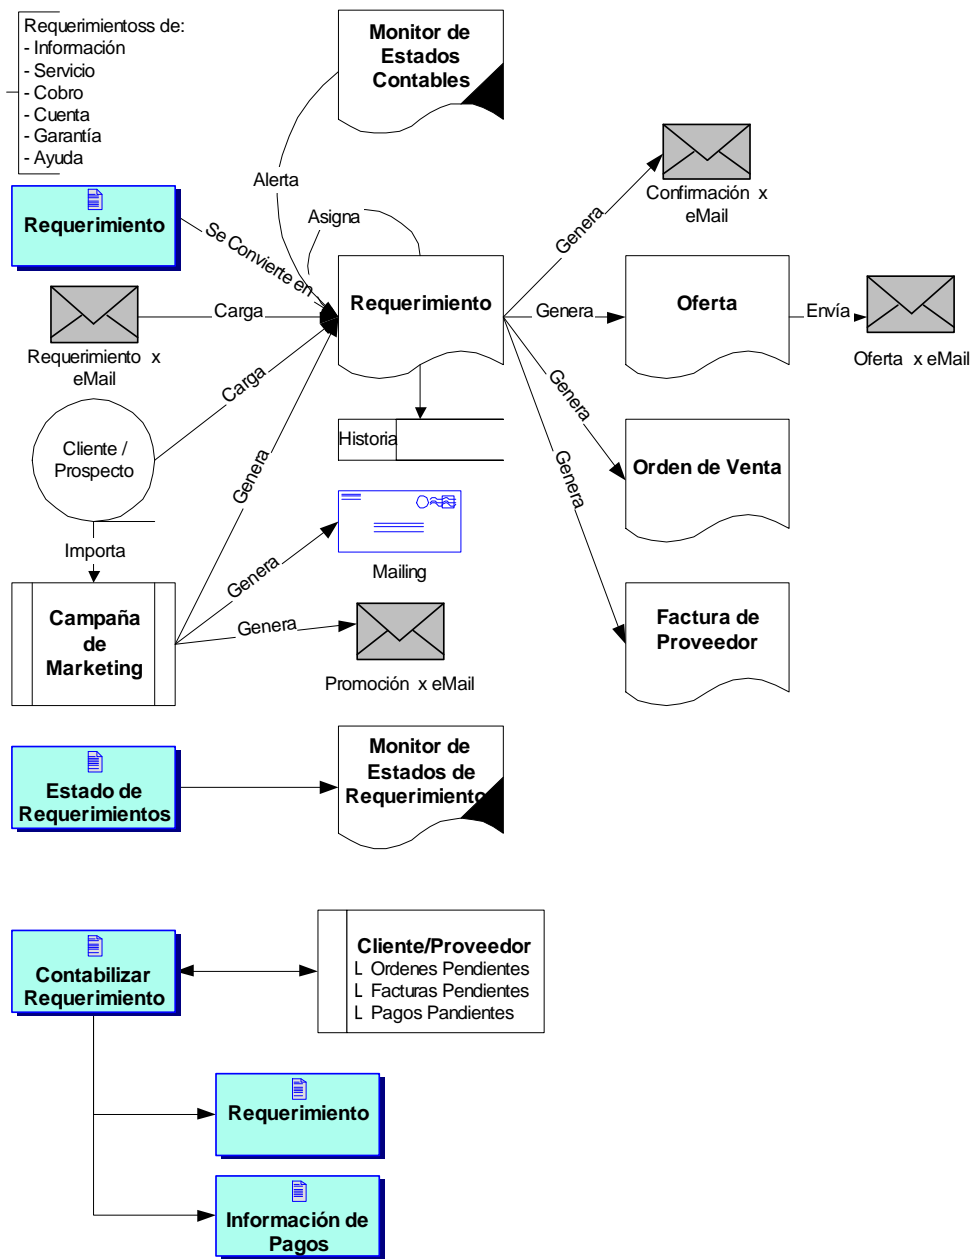 Requerimientoss de:
- Información
- Servicio
- Cobro
- Cuenta
- Garantía
- Ayuda
Monitor de
Estados
Contables
Alerta
Asigna
Requerimiento
Se Convierte en
Requerimiento
Carga
Requerimiento x
eMail
Carga
Cliente /
Prospecto
Genera
Historia
Importa
Campaña
de
Marketing
Genera
Mailing
Genera
Promoción x eMail
Genera
Confirmación x
eMail
Genera
Oferta
Envía
Oferta x eMail
Genera
Orden de Venta
Genera
Factura de
Proveedor
Estado de
Requerimientos
Monitor de
Estados de
Requerimiento
Contabilizar
Requerimiento
Cliente/Proveedor
L Ordenes Pendientes
L Facturas Pendientes
L Pagos Pandientes
Requerimiento
Información de
Pagos